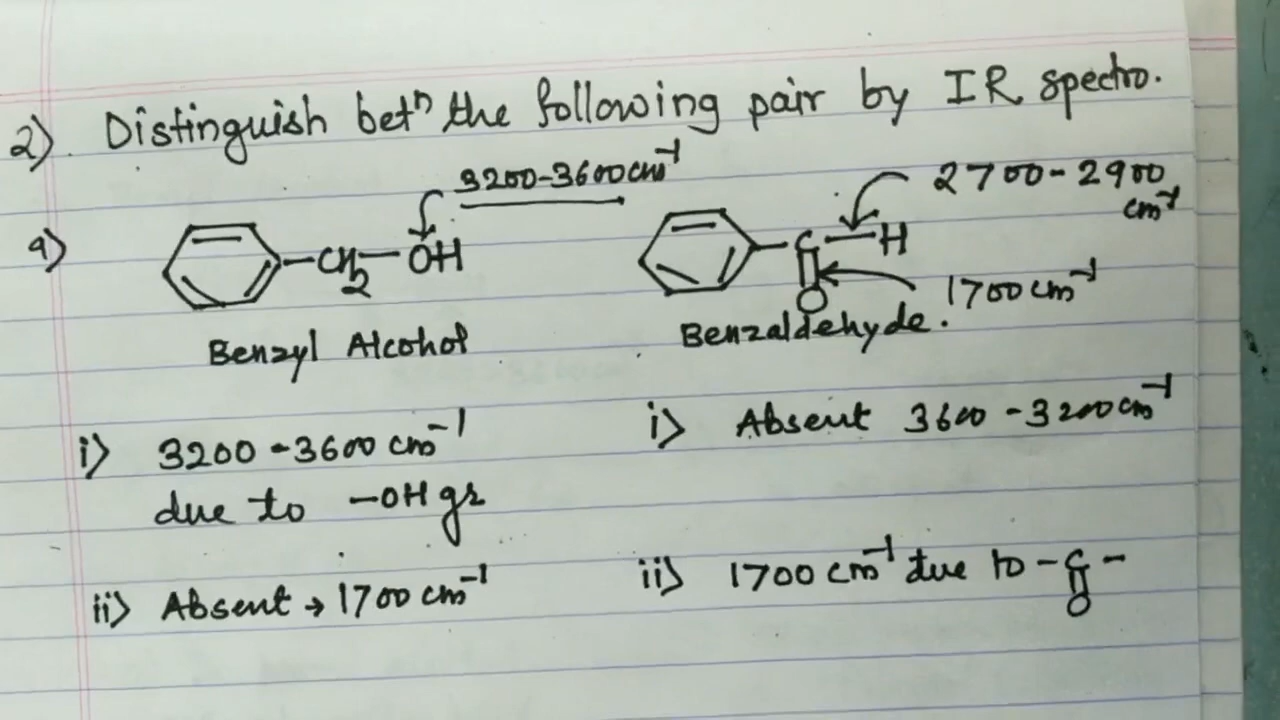 2). Distinguish betⁿ the following pair by IR spectro.
3200-3600 cm⁻¹
2700-2900
cm⁻¹
a)
CH₂-OH
C-H
O
1700 cm⁻¹
Benzyl Alcohol
Benzaldehyde.
i) 3200-3600 cm⁻¹
due to -OH gr
i) Absent 3600-3200 cm⁻¹
ii) Absent → 1700 cm⁻¹
ii) 1700 cm⁻¹ due to -C-
O